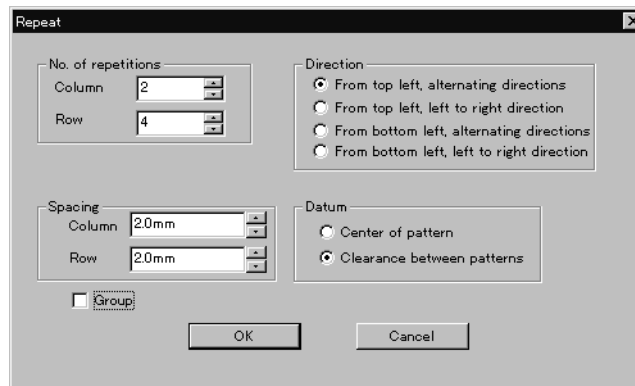 Repeat
No. of repetitions
Column 2
Row 4
Direction
From top left, alternating directions
From top left, left to right direction
From bottom left, alternating directions
From bottom left, left to right direction
Spacing
Column 2.0mm
Row 2.0mm
Datum
Center of pattern
Clearance between patterns
Group
OK
Cancel